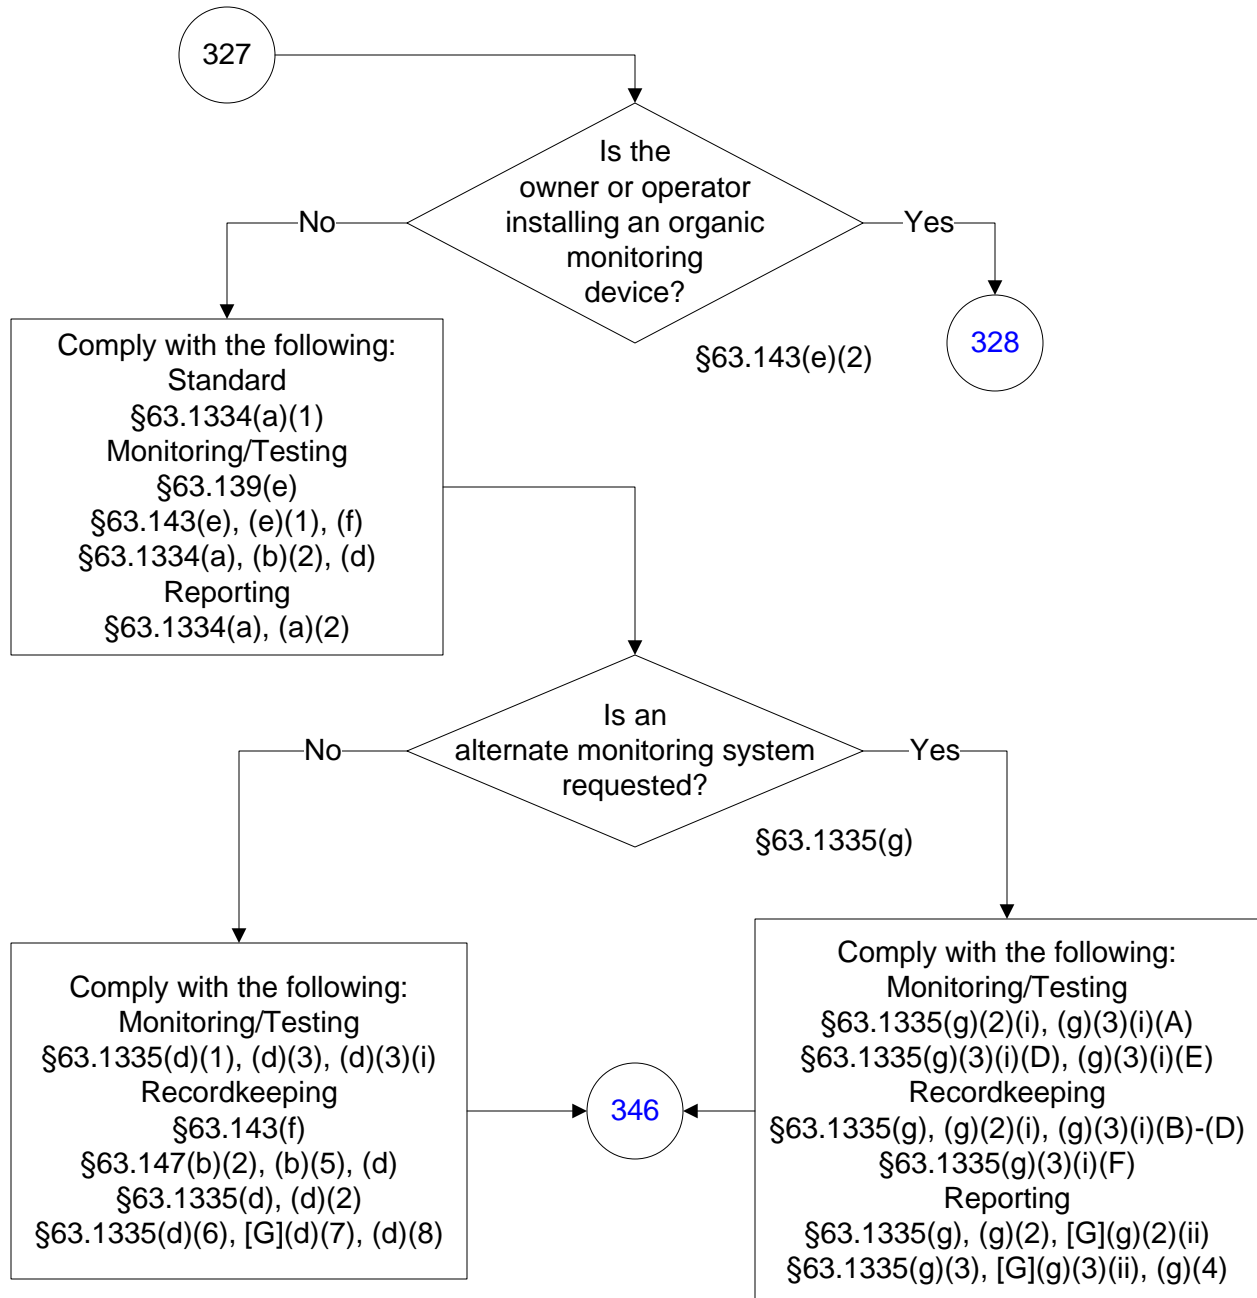 327
Is the
owner or operator
installing an organic
monitoring
device?
No
Yes
§63.143(e)(2)
328
Comply with the following:
Standard
§63.1334(a)(1)
Monitoring/Testing
§63.139(e)
§63.143(e), (e)(1), (f)
§63.1334(a), (b)(2), (d)
Reporting
§63.1334(a), (a)(2)
Is an
alternate monitoring system
requested?
No
Yes
§63.1335(g)
Comply with the following:
Monitoring/Testing
§63.1335(d)(1), (d)(3), (d)(3)(i)
Recordkeeping
§63.143(f)
§63.147(b)(2), (b)(5), (d)
§63.1335(d), (d)(2)
§63.1335(d)(6), [G](d)(7), (d)(8)
346
Comply with the following:
Monitoring/Testing
§63.1335(g)(2)(i), (g)(3)(i)(A)
§63.1335(g)(3)(i)(D), (g)(3)(i)(E)
Recordkeeping
§63.1335(g), (g)(2)(i), (g)(3)(i)(B)-(D)
§63.1335(g)(3)(i)(F)
Reporting
§63.1335(g), (g)(2), [G](g)(2)(ii)
§63.1335(g)(3), [G](g)(3)(ii), (g)(4)